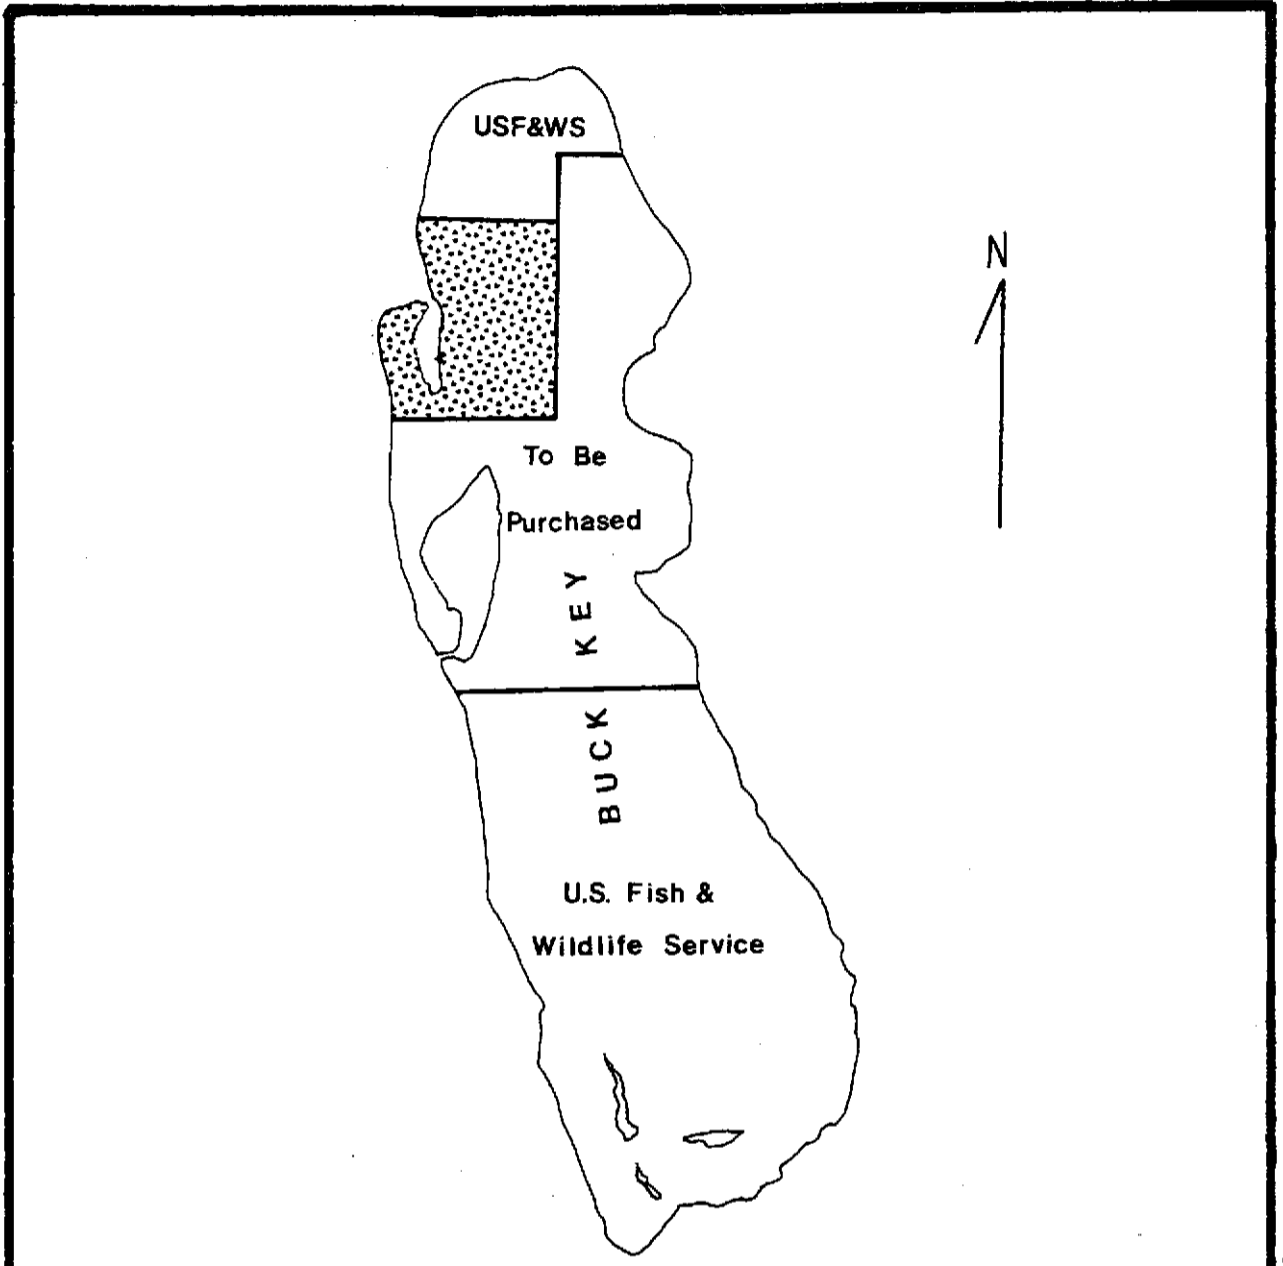 USF&WS
N
To Be
Purchased
BUCK KEY
U.S. Fish &
Wildlife Service